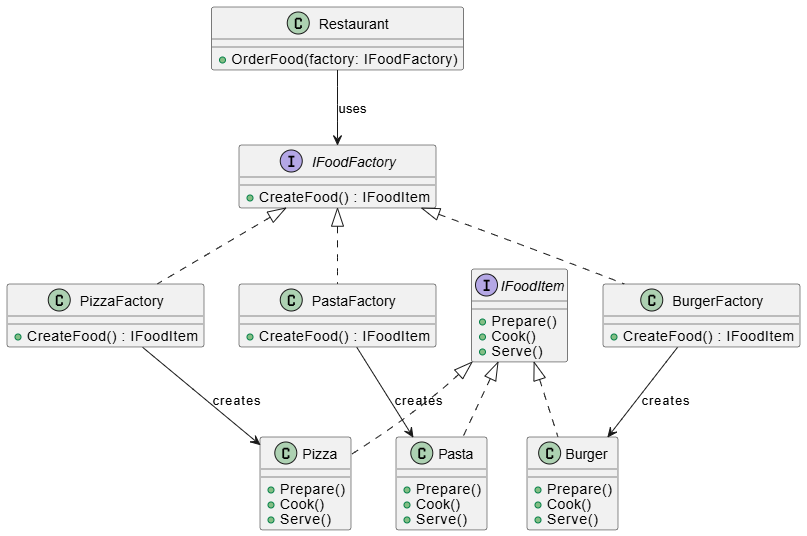 C Restaurant
OrderFood(factory: IFoodFactory)
uses
I IFoodFactory
CreateFood() : IFoodItem
C PizzaFactory
CreateFood() : IFoodItem
C PastaFactory
CreateFood() : IFoodItem
I IFoodItem
Prepare()
Cook()
Serve()
C BurgerFactory
CreateFood() : IFoodItem
creates
creates
creates
C Pizza
Prepare()
Cook()
Serve()
C Pasta
Prepare()
Cook()
Serve()
C Burger
Prepare()
Cook()
Serve()